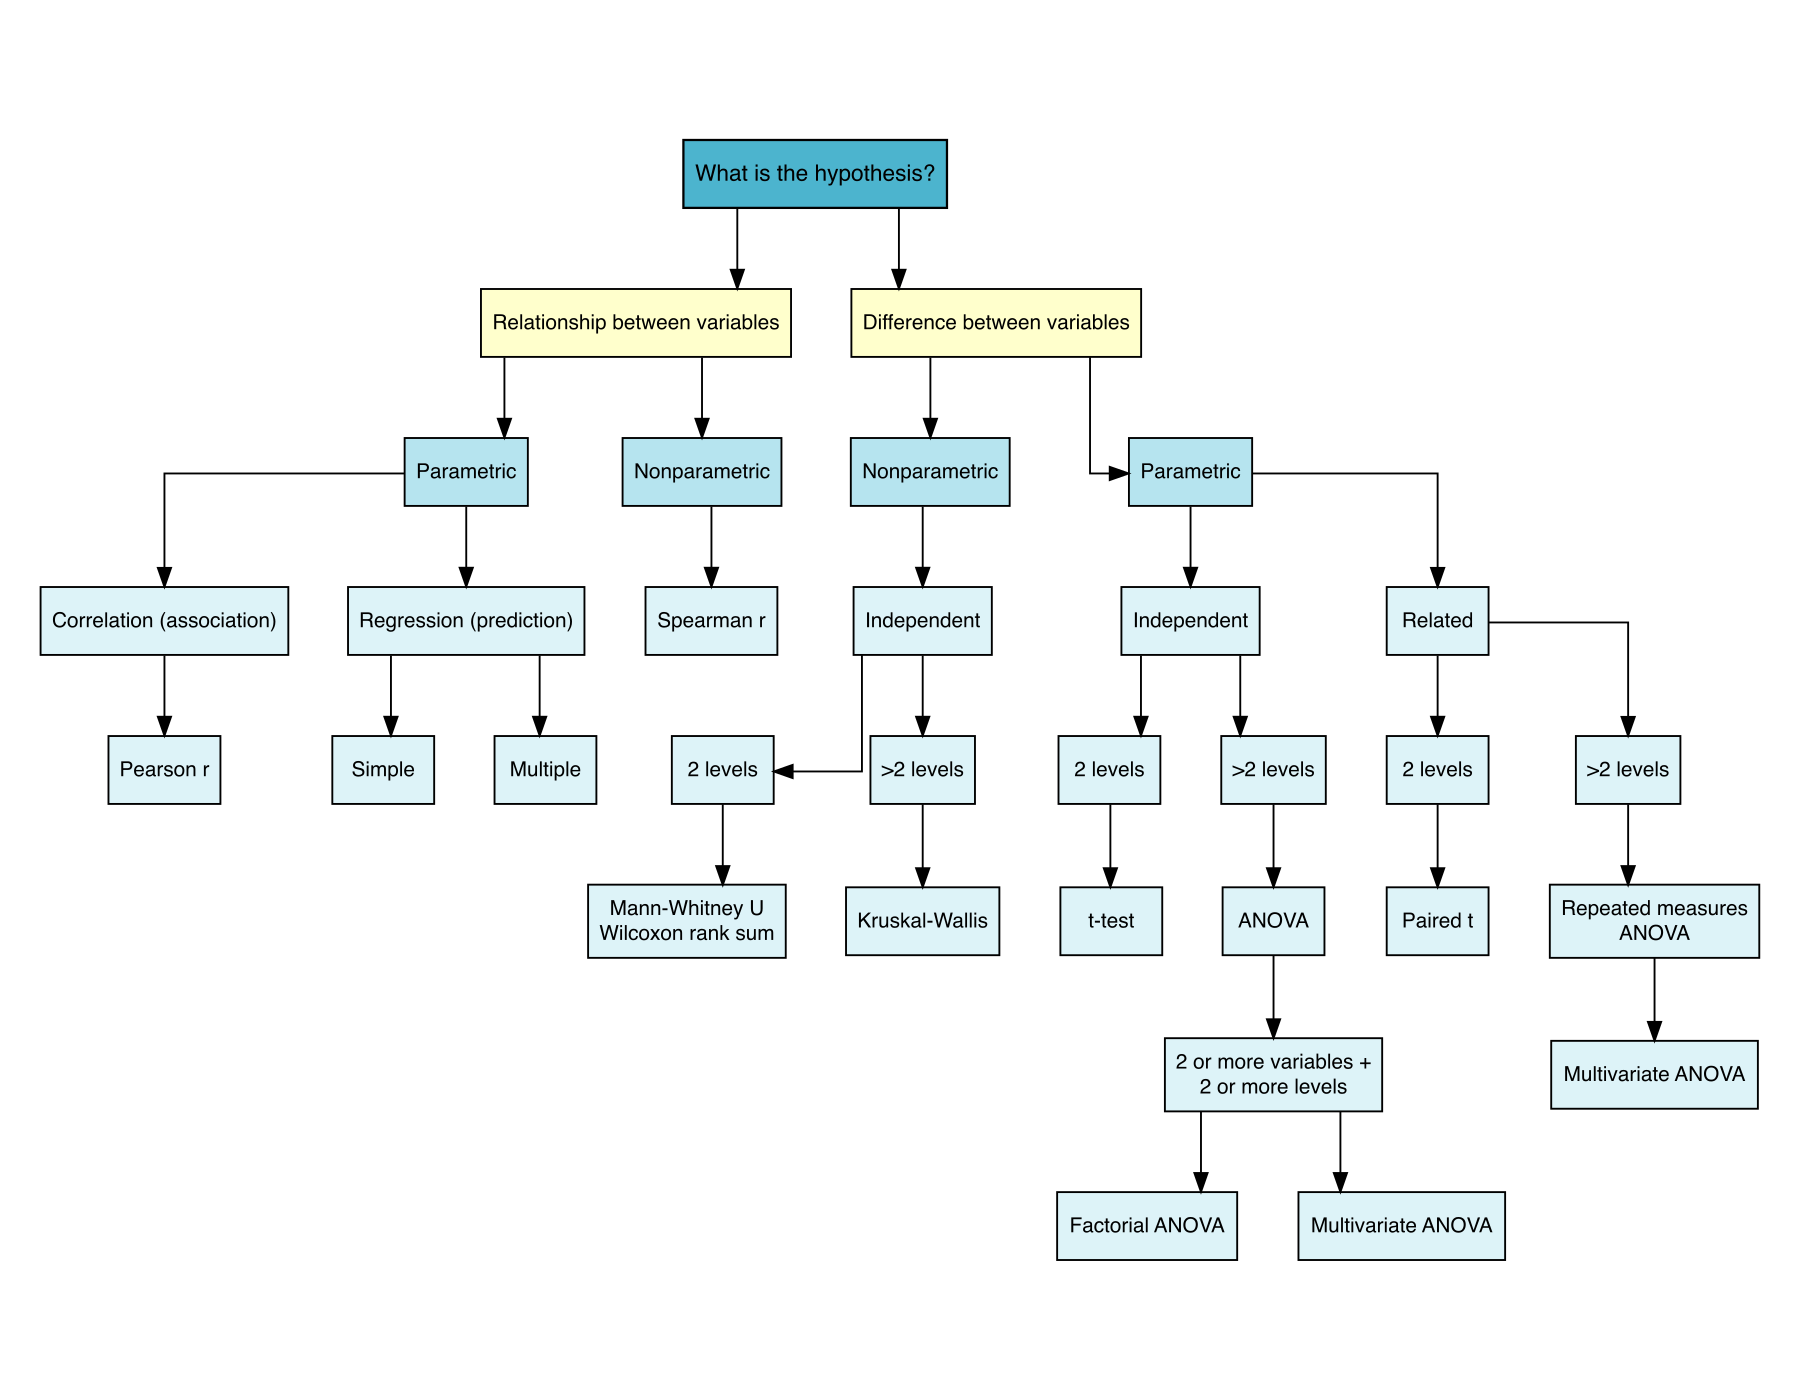 What is the hypothesis?
Relationship between variables
Difference between variables
Parametric
Nonparametric
Nonparametric
Parametric
Correlation (association)
Regression (prediction)
Spearman r
Independent
Independent
Related
Pearson r
Simple
Multiple
2 levels
>2 levels
2 levels
>2 levels
2 levels
>2 levels
Mann-Whitney U
Wilcoxon rank sum
Kruskal-Wallis
t-test
ANOVA
Paired t
Repeated measures
ANOVA
2 or more variables +
2 or more levels
Multivariate ANOVA
Factorial ANOVA
Multivariate ANOVA